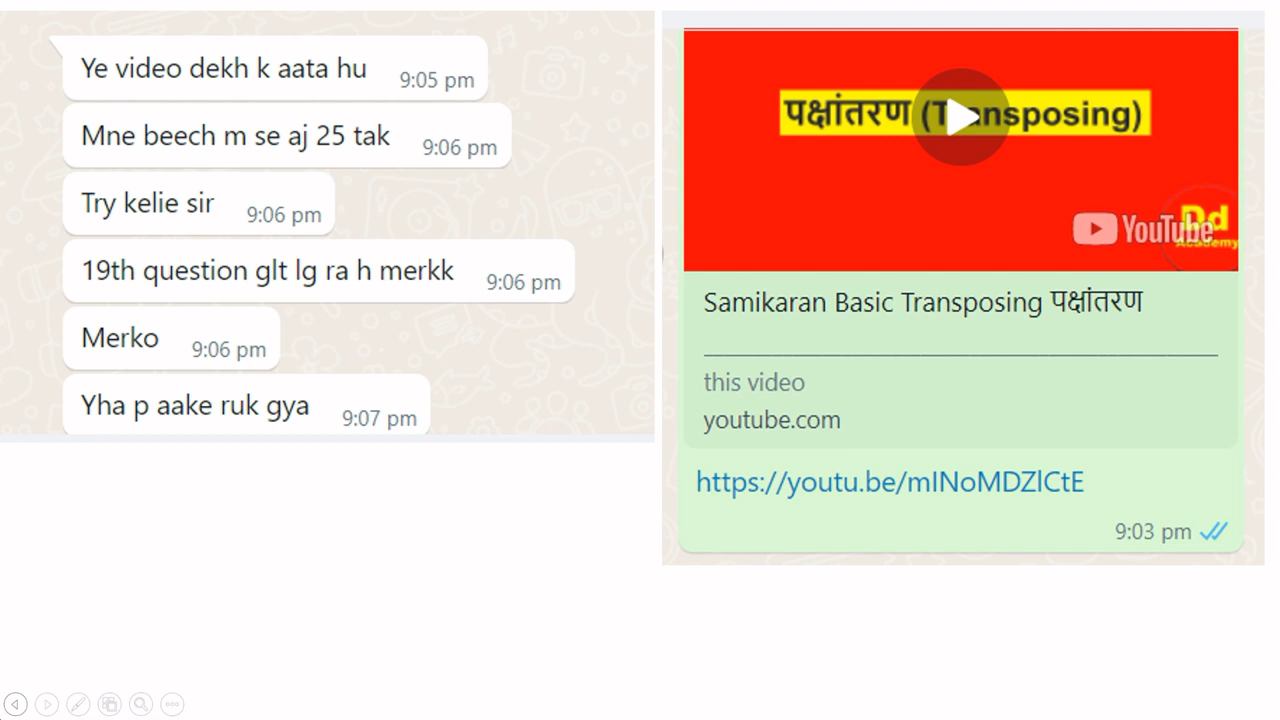 Ye video dekh k aata hu 9:05 pm
Mne beech m se aj 25 tak 9:06 pm
Try kelie sir 9:06 pm
19th question glt lg ra h merkk 9:06 pm
Merko 9:06 pm
Yha p aake ruk gya 9:07 pm
पक्षांतरण (Transposing)
YouTube
Dd
Academy
Samikaran Basic Transposing पक्षांतरण
this video
youtube.com
https://youtu.be/mINoMDZlCtE
9:03 pm